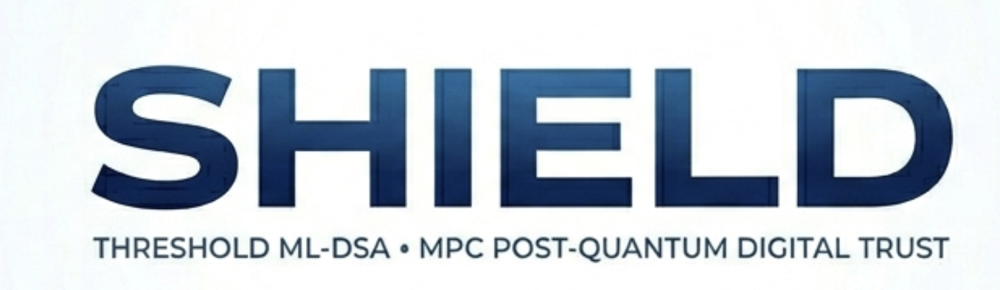 SHIELD
THRESHOLD ML-DSA • MPC POST-QUANTUM DIGITAL TRUST